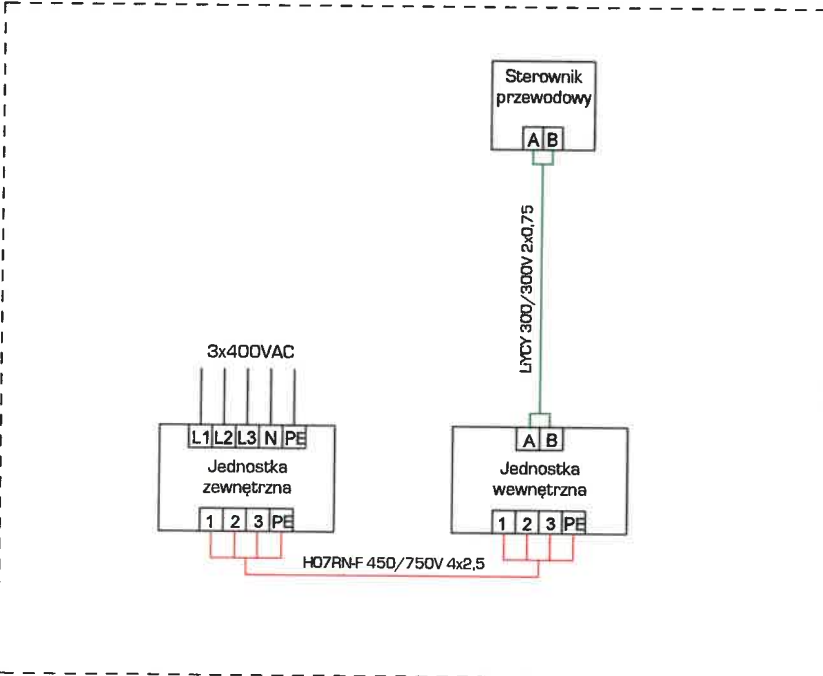 Sterownik
przewodowy
A B
LiYCY 300/300V 2x0,75
3x400VAC
L1 L2 L3 N PE
Jednostka
zewnętrzna
1 2 3 PE
A B
Jednostka
wewnętrzna
1 2 3 PE
H07RN-F 450/750V 4x2,5